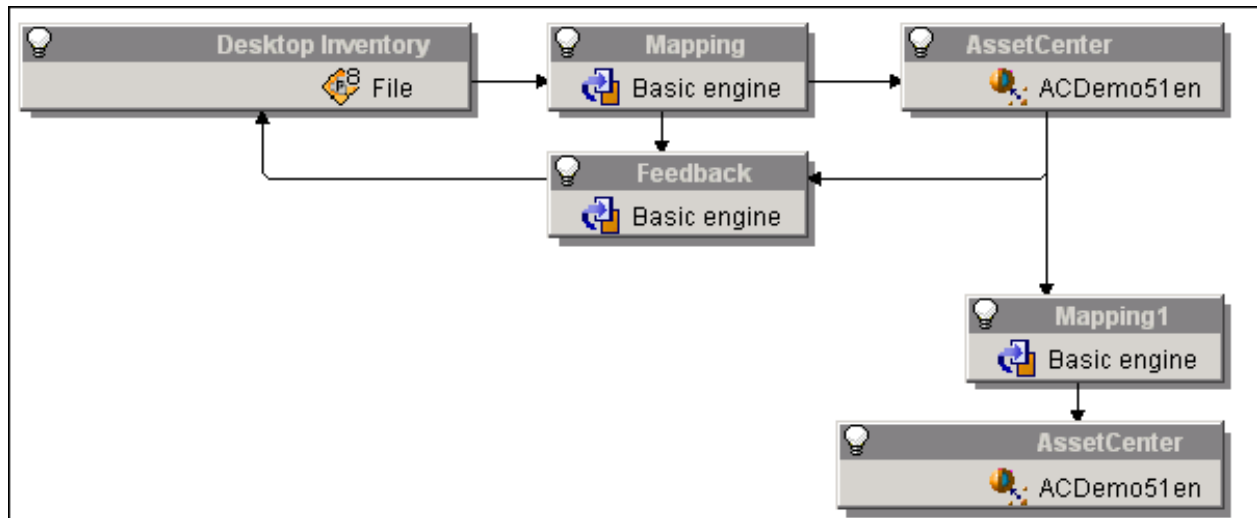 Desktop Inventory
File
Mapping
Basic engine
AssetCenter
ACDemo51en
Feedback
Basic engine
Mapping1
Basic engine
AssetCenter
ACDemo51en